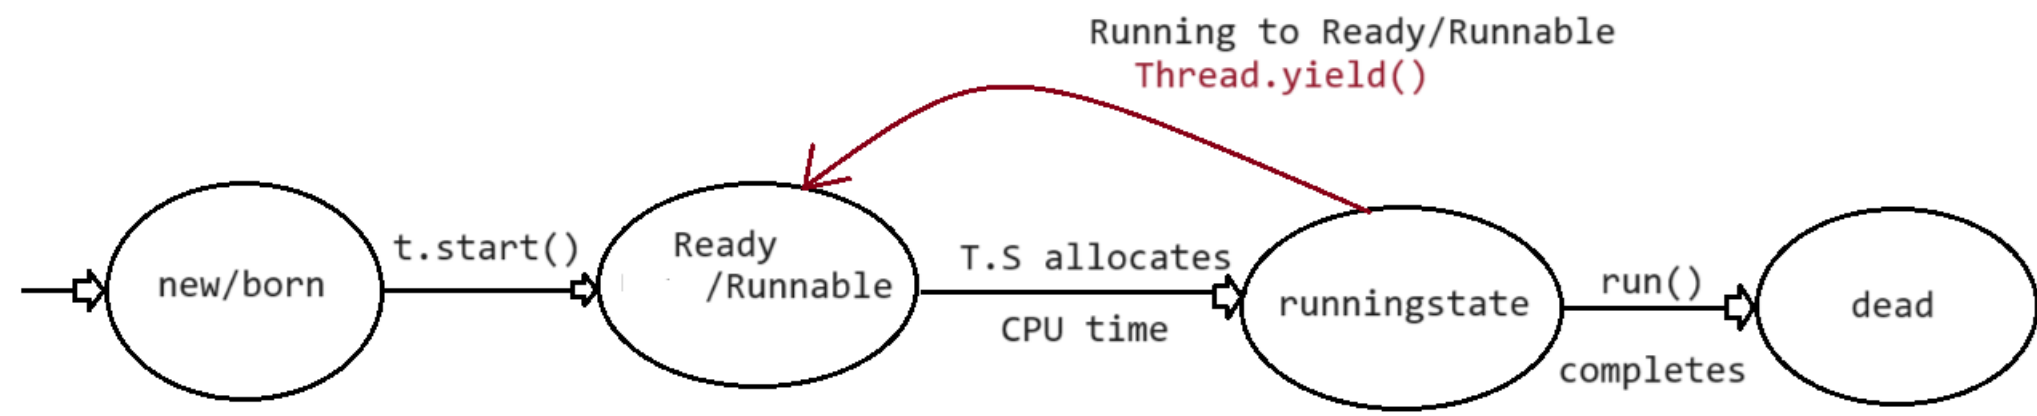 Running to Ready/Runnable
Thread.yield()
new/born
t.start()
Ready
/Runnable
T.S allocates
CPU time
runningstate
run()
completes
dead